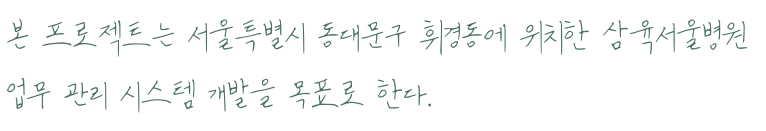 본 프로젝트는 서울특별시 동대문구 휘경동에 위치한 삼육서울병원
업무 관리 시스템 개발을 목표로 한다.